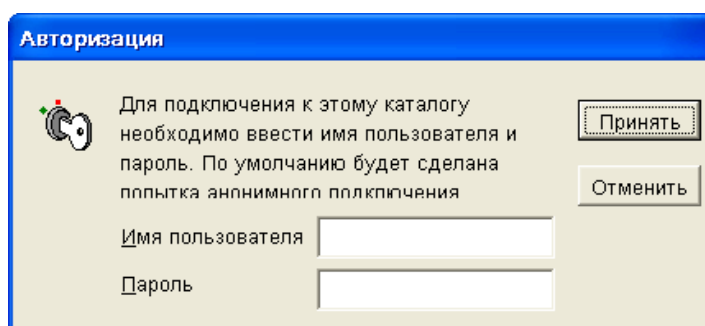 Авторизация
Для подключения к этому каталогу
необходимо ввести имя пользователя и
пароль. По умолчанию будет сделана
попытка анонимного подключения
Принять
Отменить
Имя пользователя
Пароль